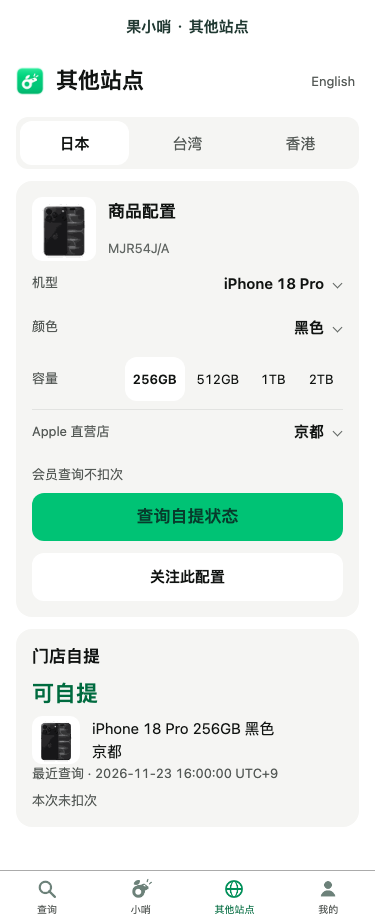 果小哨 · 其他站点
其他站点
English
日本
台湾
香港
商品配置
MJR54J/A
机型
iPhone 18 Pro
颜色
黑色
容量
256GB
512GB
1TB
2TB
Apple 直营店
京都
会员查询不扣次
查询自提状态
关注此配置
门店自提
可自提
iPhone 18 Pro 256GB 黑色
京都
最近查询 · 2026-11-23 16:00:00 UTC+9
本次未扣次
查询
小哨
其他站点
我的